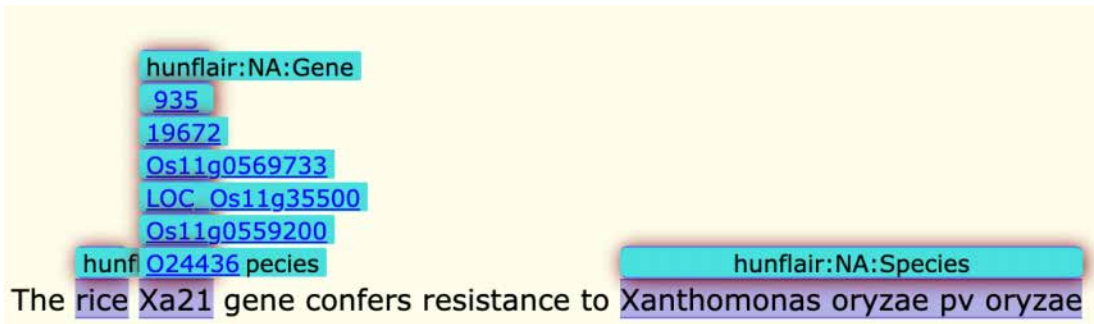 hunflair:NA:Gene
935
19672
Os11g0569733
LOC_Os11g35500
Os11g0559200
hunfl O24436 pecies hunflair:NA:Species
The rice Xa21 gene confers resistance to Xanthomonas oryzae pv oryzae